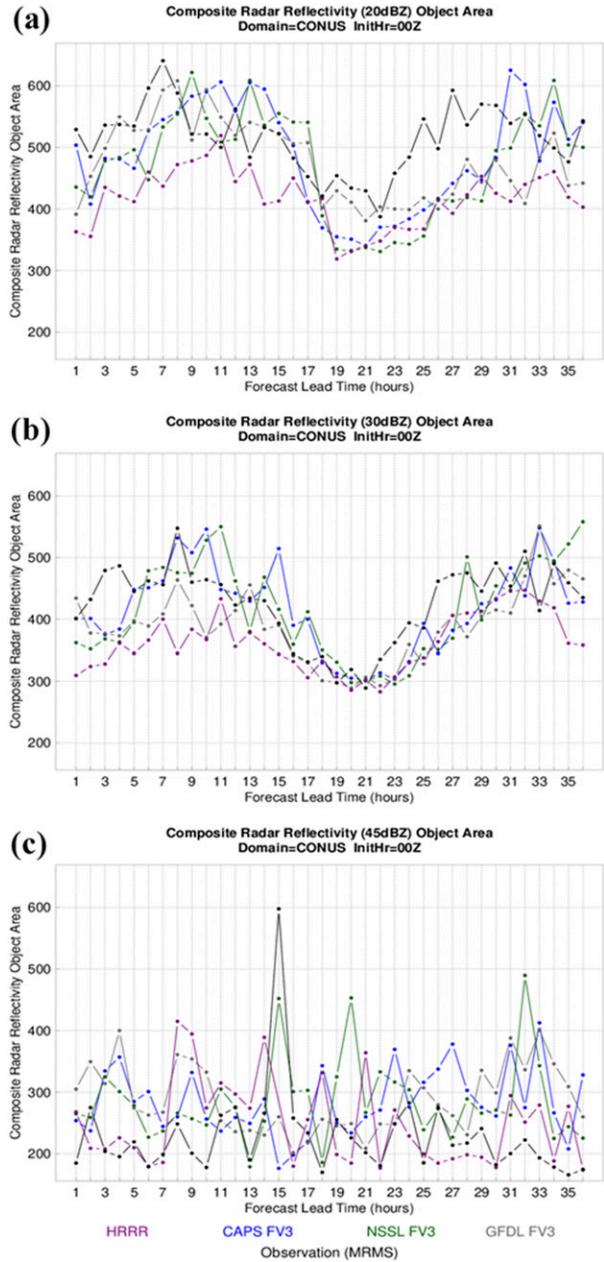 (a)
Composite Radar Reflectivity (20dBZ) Object Area
Domain=CONUS InitHr=00Z
Composite Radar Reflectivity Object Area
600
500
400
300
200
1 3 5 7 9 11 13 15 17 19 21 23 25 27 29 31 33 35
Forecast Lead Time (hours)
(b)
Composite Radar Reflectivity (30dBZ) Object Area
Domain=CONUS InitHr=00Z
Composite Radar Reflectivity Object Area
600
500
400
300
200
1 3 5 7 9 11 13 15 17 19 21 23 25 27 29 31 33 35
Forecast Lead Time (hours)
(c)
Composite Radar Reflectivity (45dBZ) Object Area
Domain=CONUS InitHr=00Z
Composite Radar Reflectivity Object Area
600
500
400
300
200
1 3 5 7 9 11 13 15 17 19 21 23 25 27 29 31 33 35
Forecast Lead Time (hours)
HRRR CAPS FV3 NSSL FV3 GFDL FV3
Observation (MRMS)